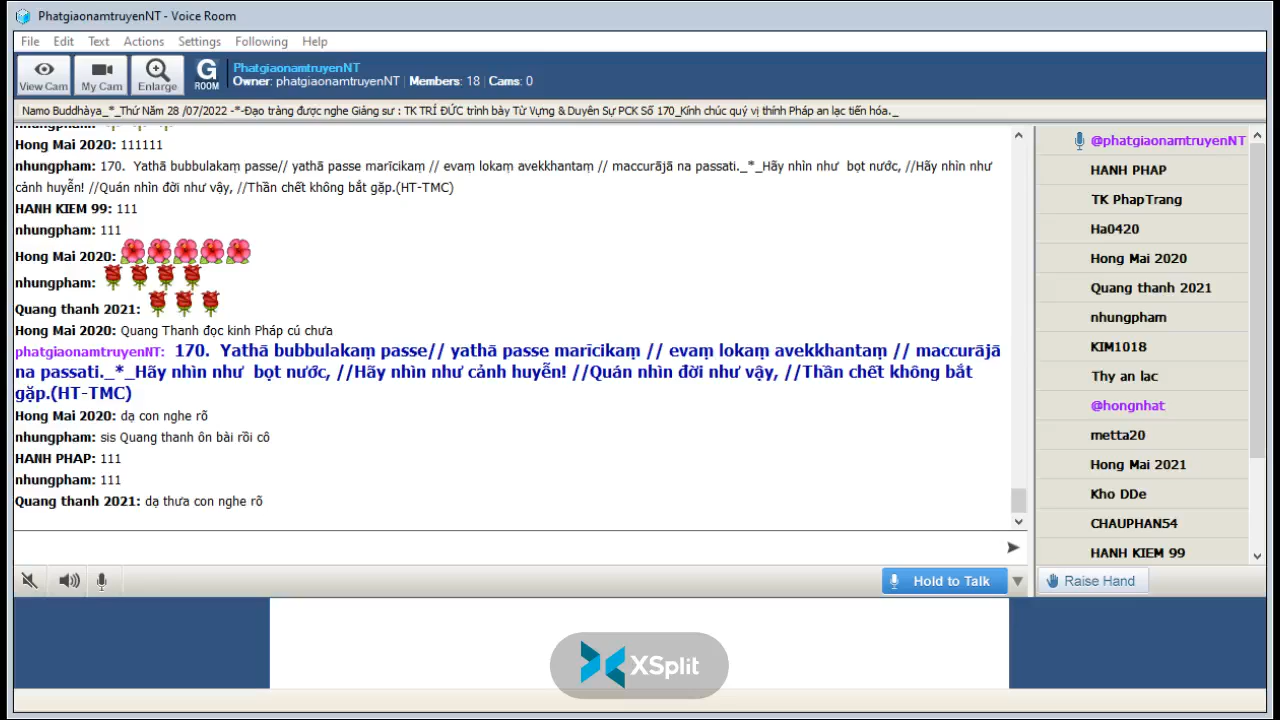 PhatgiaonamtruyenNT - Voice Room
File Edit Text Actions Settings Following Help
View Cam My Cam Enlarge G ROOM
PhatgiaonamtruyenNT
Owner: phatgiaonamtruyenNT | Members: 18 | Cams: 0
Namo Buddhàya_*_Thứ Năm 28 /07/2022 -*-Đạo tràng được nghe Giảng sư : TK TRÍ ĐỨC trình bày Từ Vựng & Duyên Sự PCK Số 170_Kính chúc quý vị thính Pháp an lạc tiến hóa._
nhungpham:
Hong Mai 2020: 111111
nhungpham: 170. Yathā bubbulakaṃ passe// yathā passe marīcikaṃ // evaṃ lokaṃ avekkhantaṃ // maccurājā na passati._*_Hãy nhìn như bọt nước, //Hãy nhìn như
cảnh huyễn! //Quán nhìn đời như vậy, //Thần chết không bắt gặp.(HT-TMC)
HANH KIEM 99: 111
nhungpham: 111
Hong Mai 2020:
nhungpham:
Quang thanh 2021:
Hong Mai 2020: Quang Thanh đọc kinh Pháp cú chưa
phatgiaonamtruyenNT: 170. Yathā bubbulakaṃ passe// yathā passe marīcikaṃ // evaṃ lokaṃ avekkhantaṃ // maccurājā
na passati._*_Hãy nhìn như bọt nước, //Hãy nhìn như cảnh huyễn! //Quán nhìn đời như vậy, //Thần chết không bắt
gặp.(HT-TMC)
Hong Mai 2020: dạ con nghe rõ
nhungpham: sis Quang thanh ôn bài rồi cô
HANH PHAP: 111
nhungpham: 111
Quang thanh 2021: dạ thưa con nghe rõ
@phatgiaonamtruyenNT
HANH PHAP
TK PhapTrang
Ha0420
Hong Mai 2020
Quang thanh 2021
nhungpham
KIM1018
Thy an lac
@hongnhat
metta20
Hong Mai 2021
Kho DDe
CHAUPHAN54
HANH KIEM 99
Hold to Talk
Raise Hand
XSplit